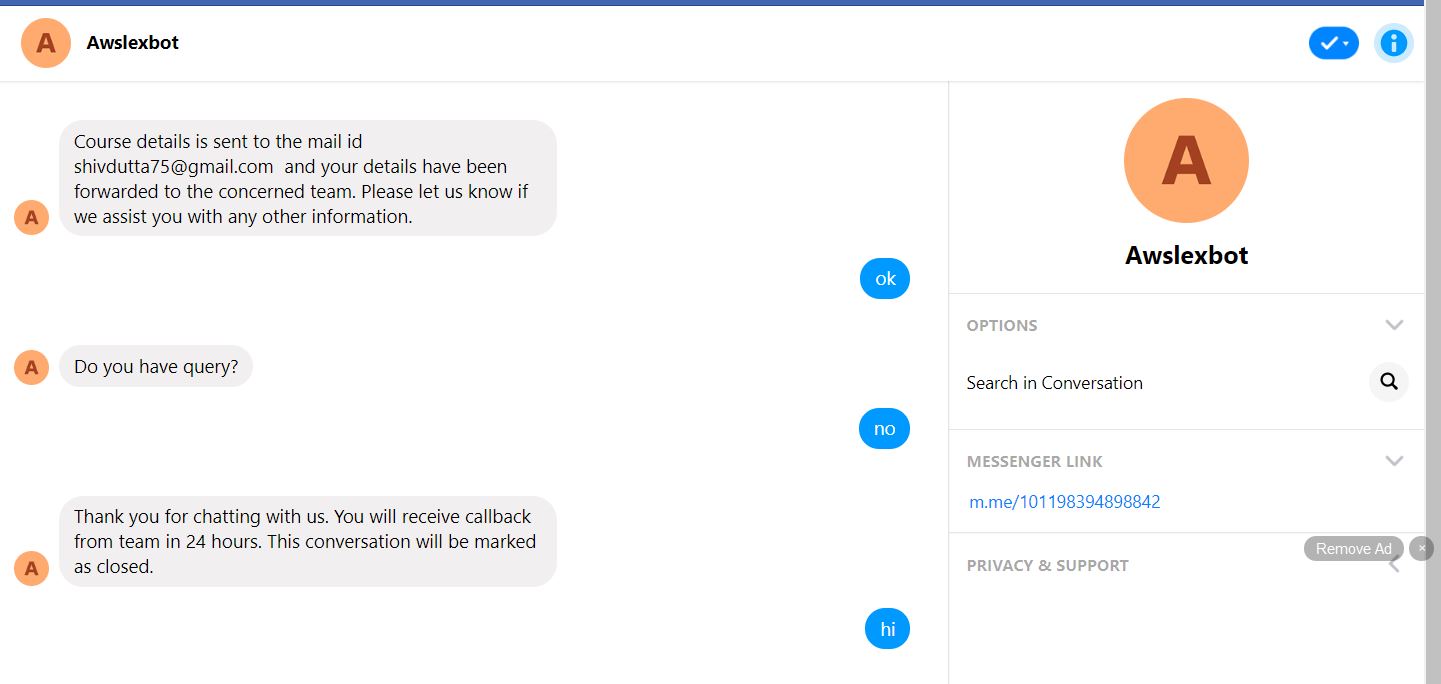 A Awslexbot
Course details is sent to the mail id
shivdutta75@gmail.com  and your details have been
forwarded to the concerned team. Please let us know if
we assist you with any other information.
A
ok
A Do you have query?
no
Thank you for chatting with us. You will receive callback
from team in 24 hours. This conversation will be marked
as closed.
A
hi
A
Awslexbot
OPTIONS
Search in Conversation
MESSENGER LINK
m.me/101198394898842
Remove Ad ×
PRIVACY & SUPPORT